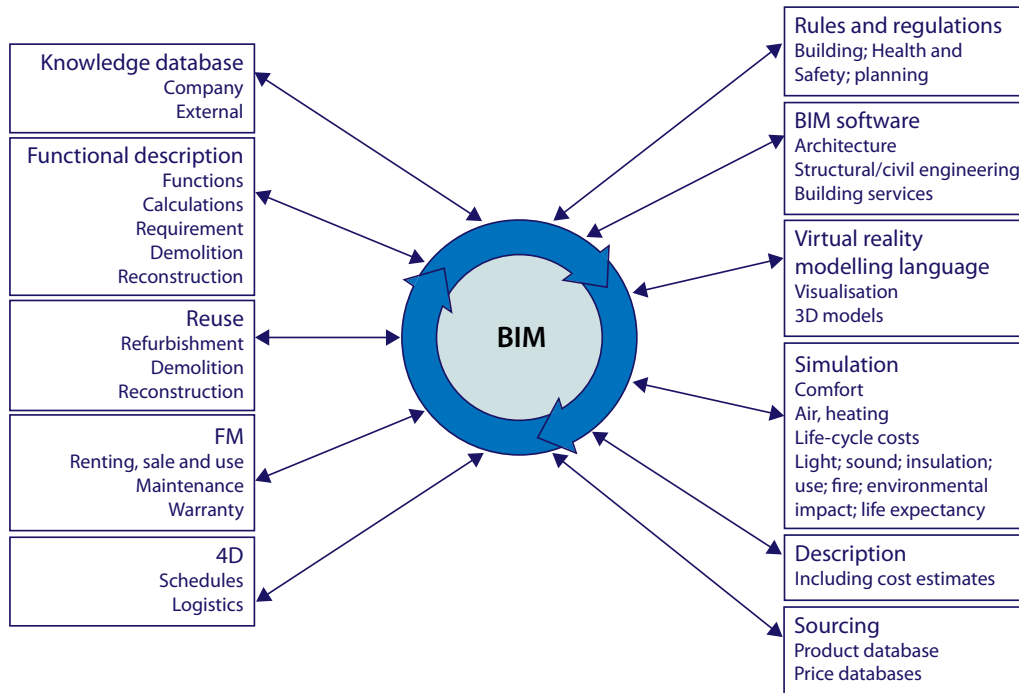 Knowledge database
Company
External
Functional description
Functions
Calculations
Requirement
Demolition
Reconstruction
Reuse
Refurbishment
Demolition
Reconstruction
FM
Renting, sale and use
Maintenance
Warranty
4D
Schedules
Logistics
BIM
Rules and regulations
Building; Health and
Safety; planning
BIM software
Architecture
Structural/civil engineering
Building services
Virtual reality
modelling language
Visualisation
3D models
Simulation
Comfort
Air, heating
Life-cycle costs
Light; sound; insulation;
use; fire; environmental
impact; life expectancy
Description
Including cost estimates
Sourcing
Product database
Price databases